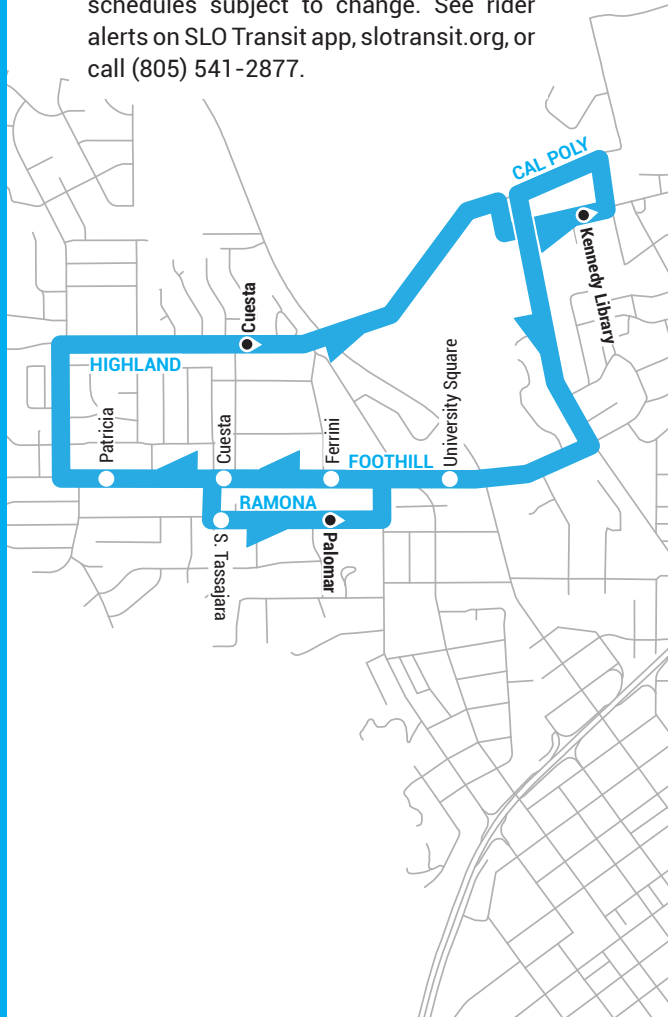 schedules subject to change. See rider
alerts on SLO Transit app, slotransit.org, or
call (805) 541-2877.
CAL POLY
Kennedy Library
Cuesta
HIGHLAND
University Square
Patricia
Cuesta
Ferrini
FOOTHILL
RAMONA
S. Tassajara
Palomar